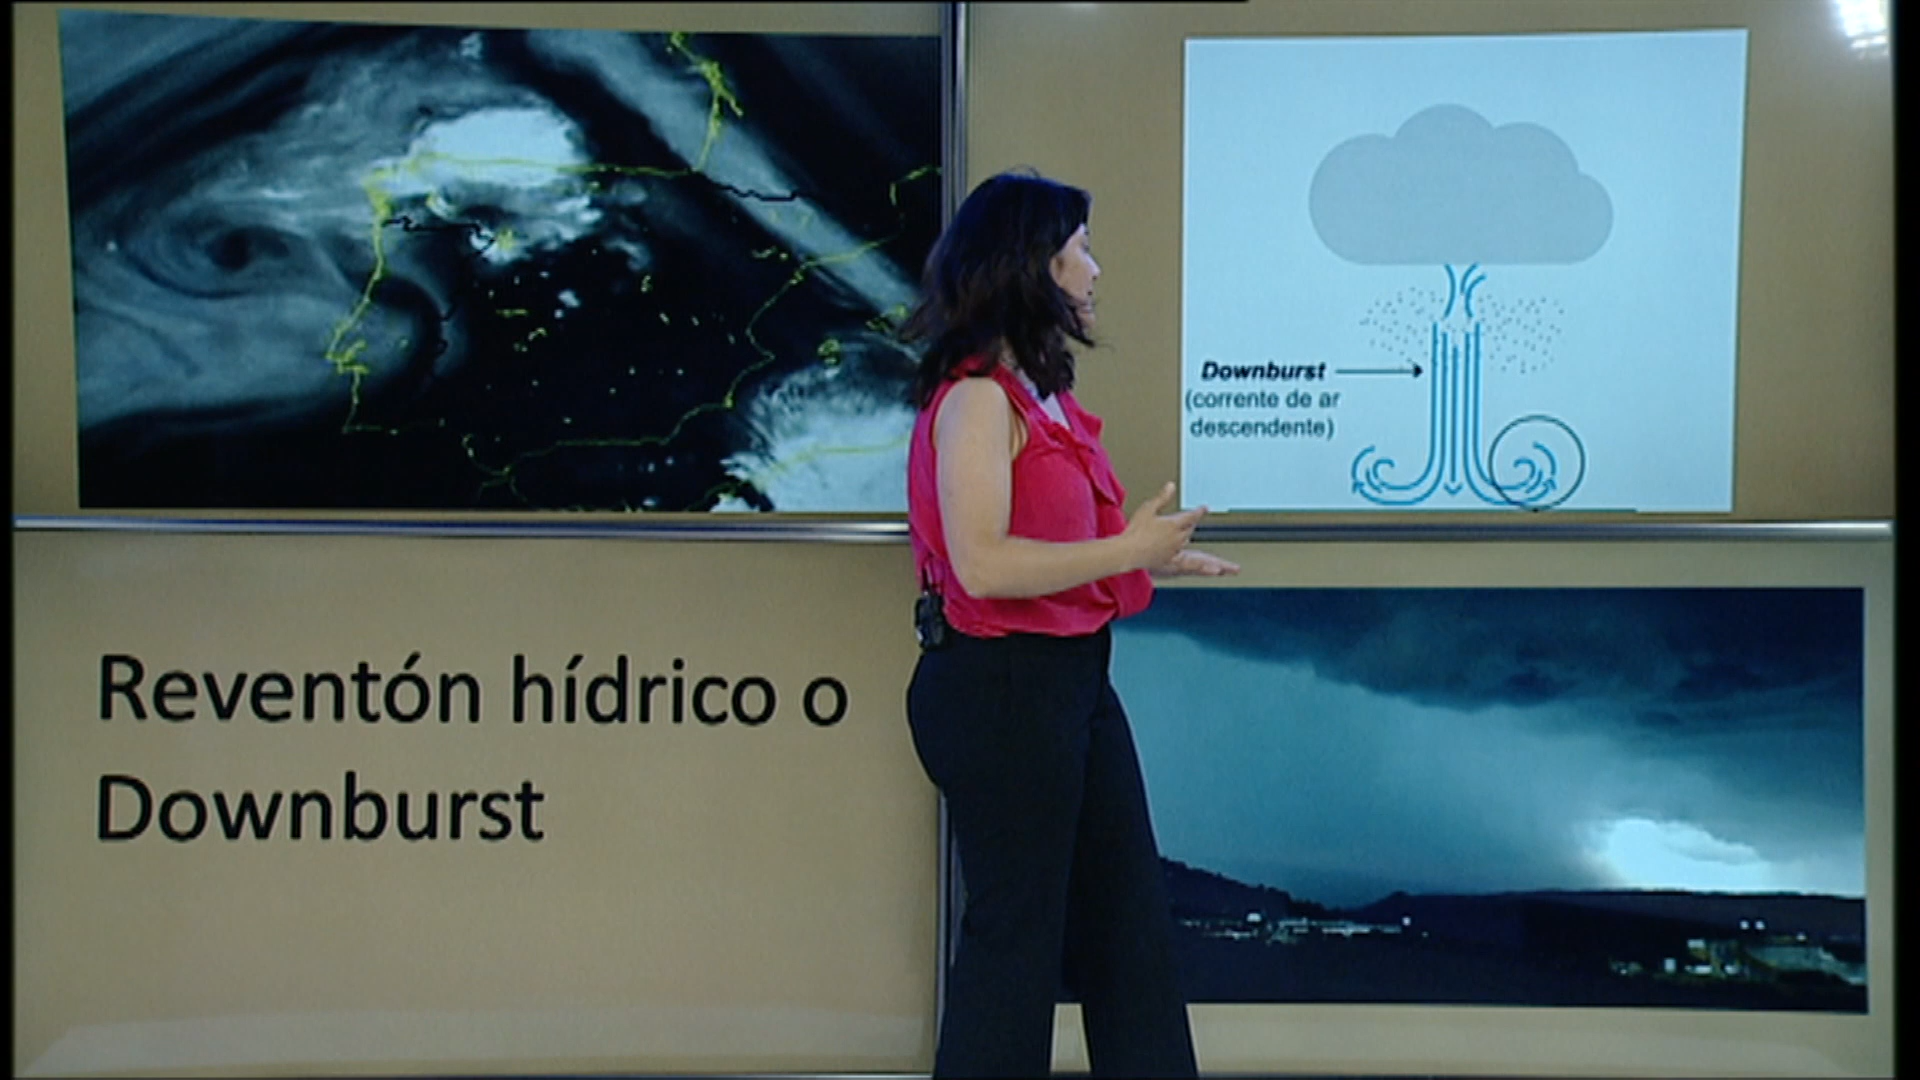 Downburst
(corrente de ar
descendente)
Reventón hídrico o
Downburst